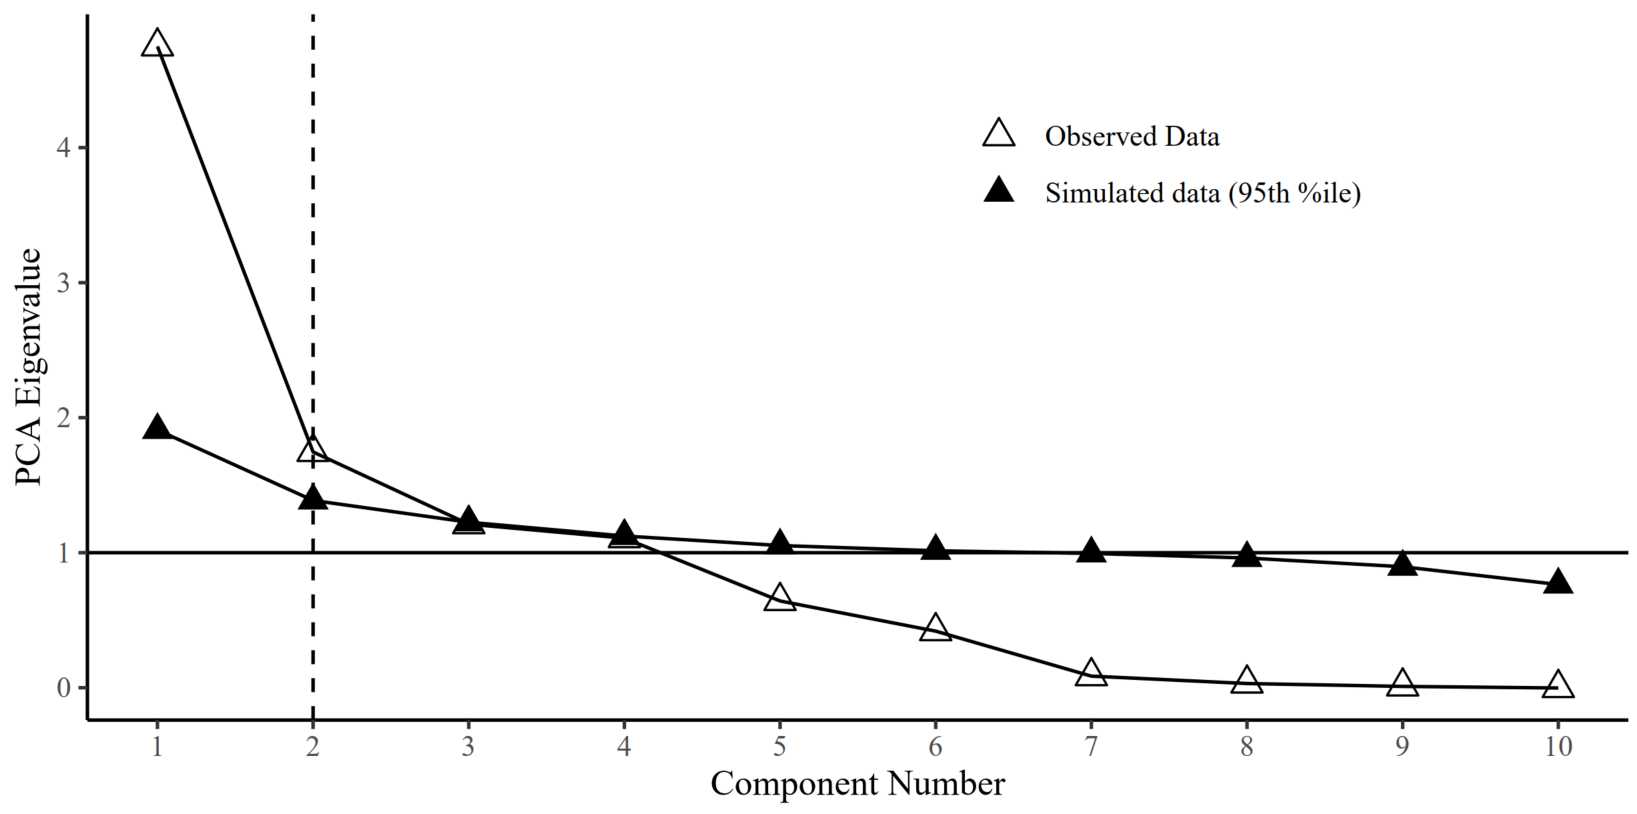 4
3
2
1
0
PCA Eigenvalue
Observed Data
Simulated data (95th %ile)
1 2 3 4 5 6 7 8 9 10
Component Number